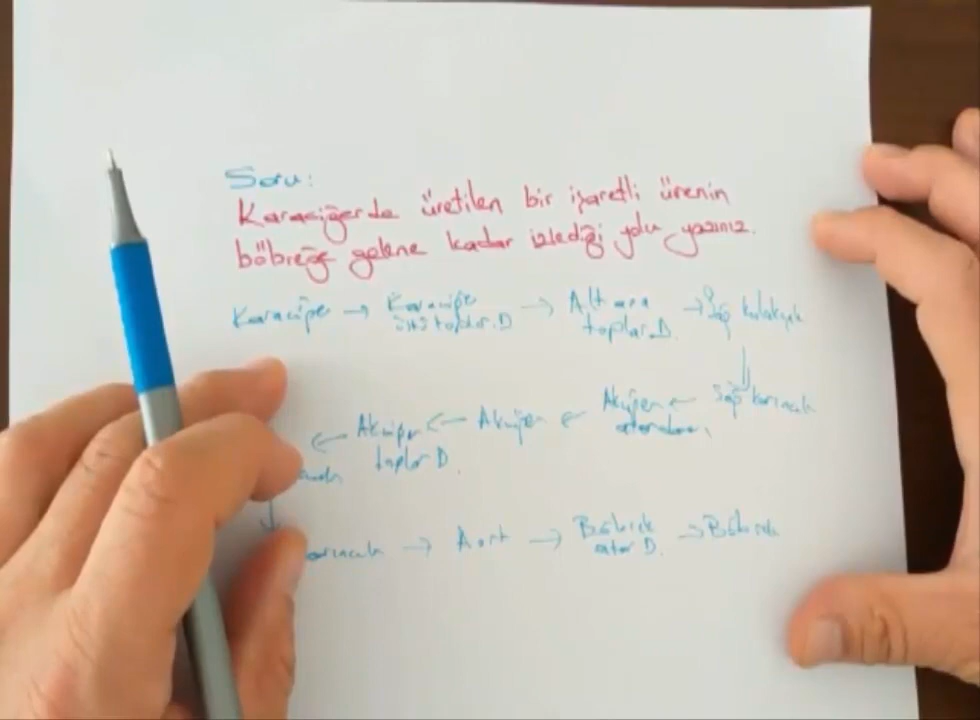 Soru:
Karaciğerde üretilen bir işaretli ürenin
böbreğe gelene kadar izlediği yolu yazınız.
Karaciğer → Karaciğer → Alt ana → Sağ kulakçık
üstü toplar.D toplar.D.
Akciğer ← Akciğer ← Akciğer ← Sağ karıncık
toplar D. atardamarı
→ Aort → Böbrek → Böbrek
atar D.